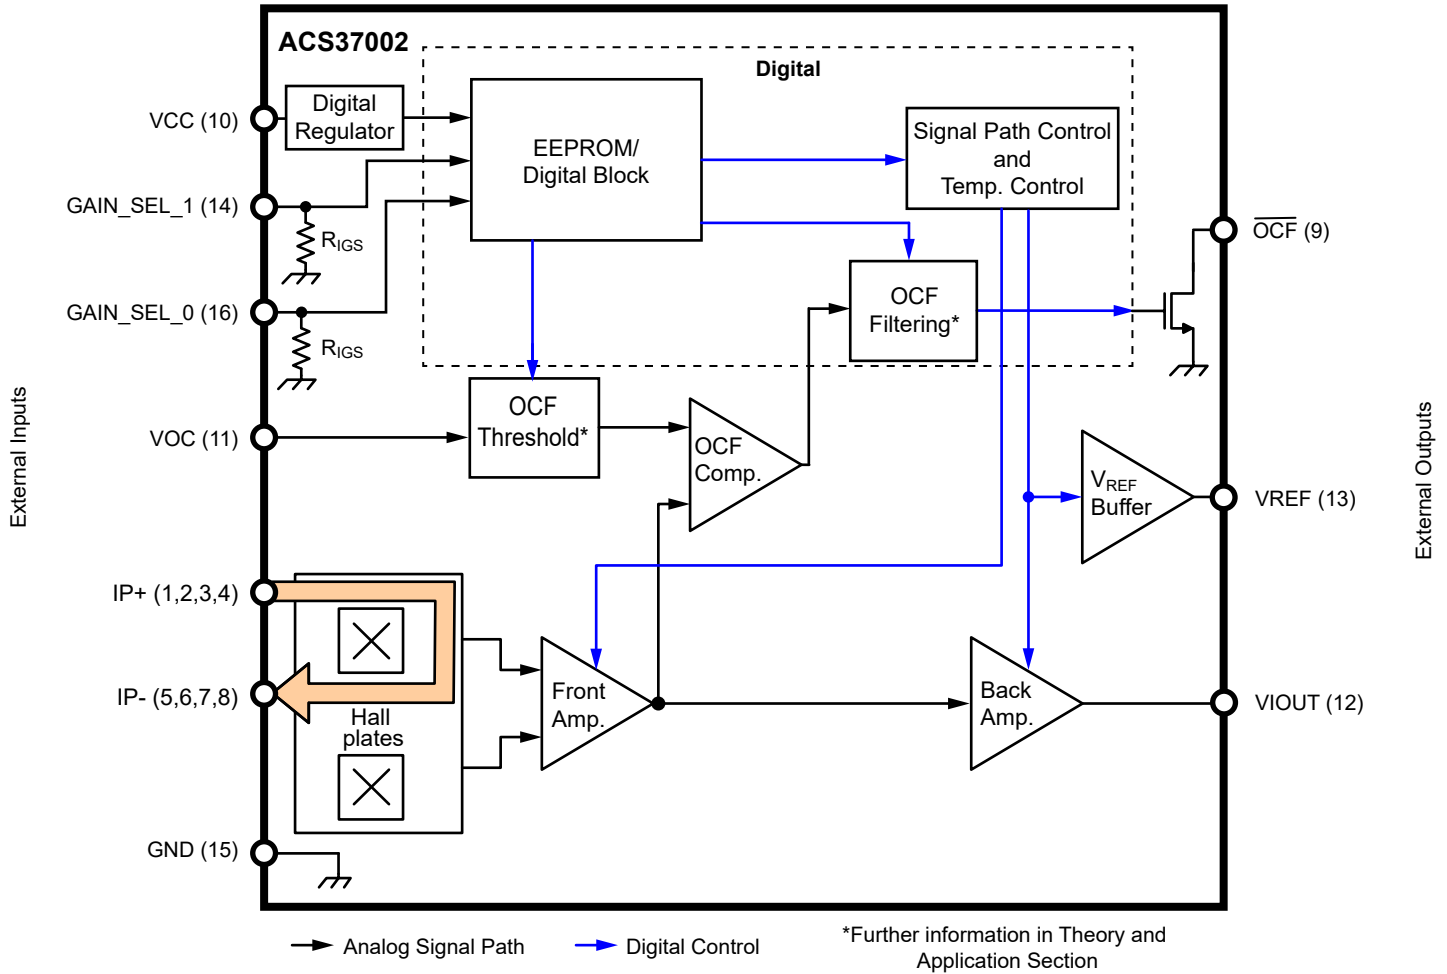 ACS37002
Digital
VCC (10)
Digital
Regulator
EEPROM/
Digital Block
Signal Path Control
and
Temp. Control
GAIN_SEL_1 (14)
RIGS
OCF (9)
GAIN_SEL_0 (16)
RIGS
OCF
Filtering*
VOC (11)
OCF
Threshold*
OCF
Comp.
External Inputs
External Outputs
VREF
Buffer
VREF (13)
IP+ (1,2,3,4)
IP- (5,6,7,8)
Hall
plates
Front
Amp.
Back
Amp.
VIOUT (12)
GND (15)
Analog Signal Path
Digital Control
*Further information in Theory and
Application Section